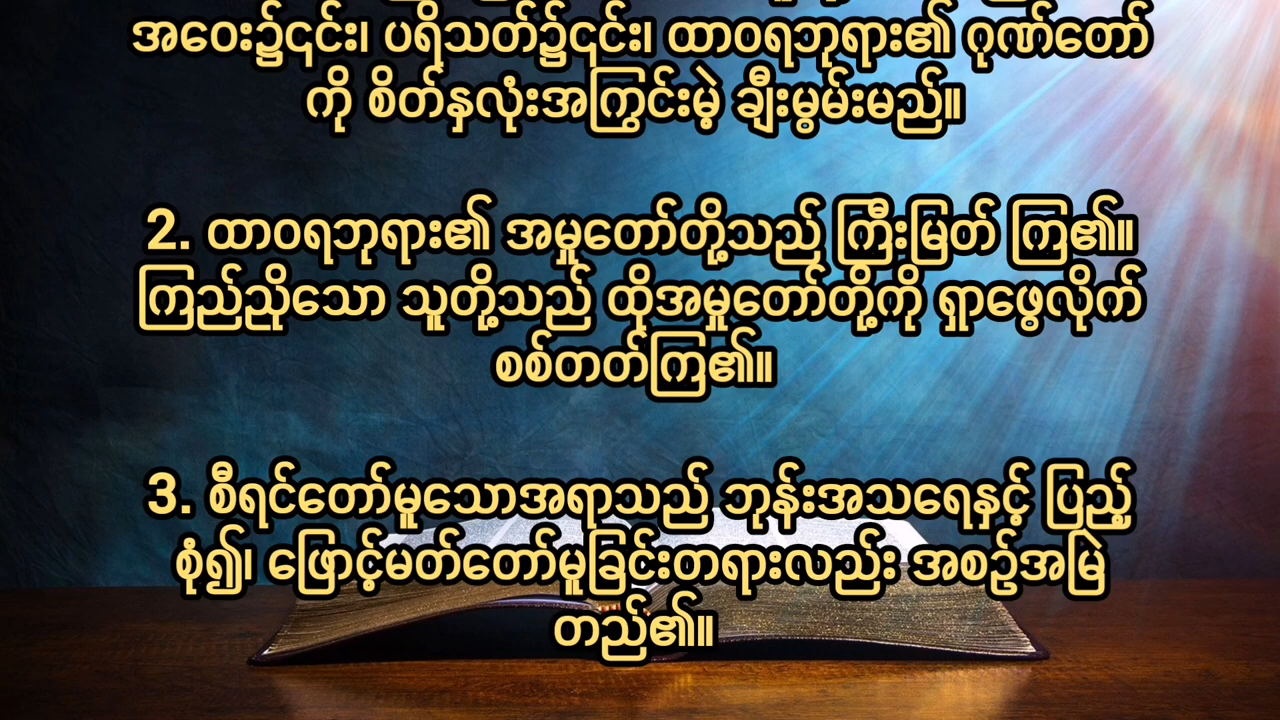 အဝေး၌၎င်း၊ ပရိသတ်၌၎င်း၊ ထာဝရဘုရား၏ ဂုဏ်တော်
ကို စိတ်နှလုံးအကြွင်းမဲ့ ချီးမွမ်းမည်။
2. ထာဝရဘုရား၏ အမှုတော်တို့သည် ကြီးမြတ် ကြ၏။
ကြည်ညိုသော သူတို့သည် ထိုအမှုတော်တို့ကို ရှာဖွေလိုက်
စစ်တတ်ကြ၏။
3. စီရင်တော်မူသောအရာသည် ဘုန်းအသရေနှင့် ပြည့်
စုံ၍၊ ဖြောင့်မတ်တော်မူခြင်းတရားလည်း အစဉ်အမြဲ
တည်၏။